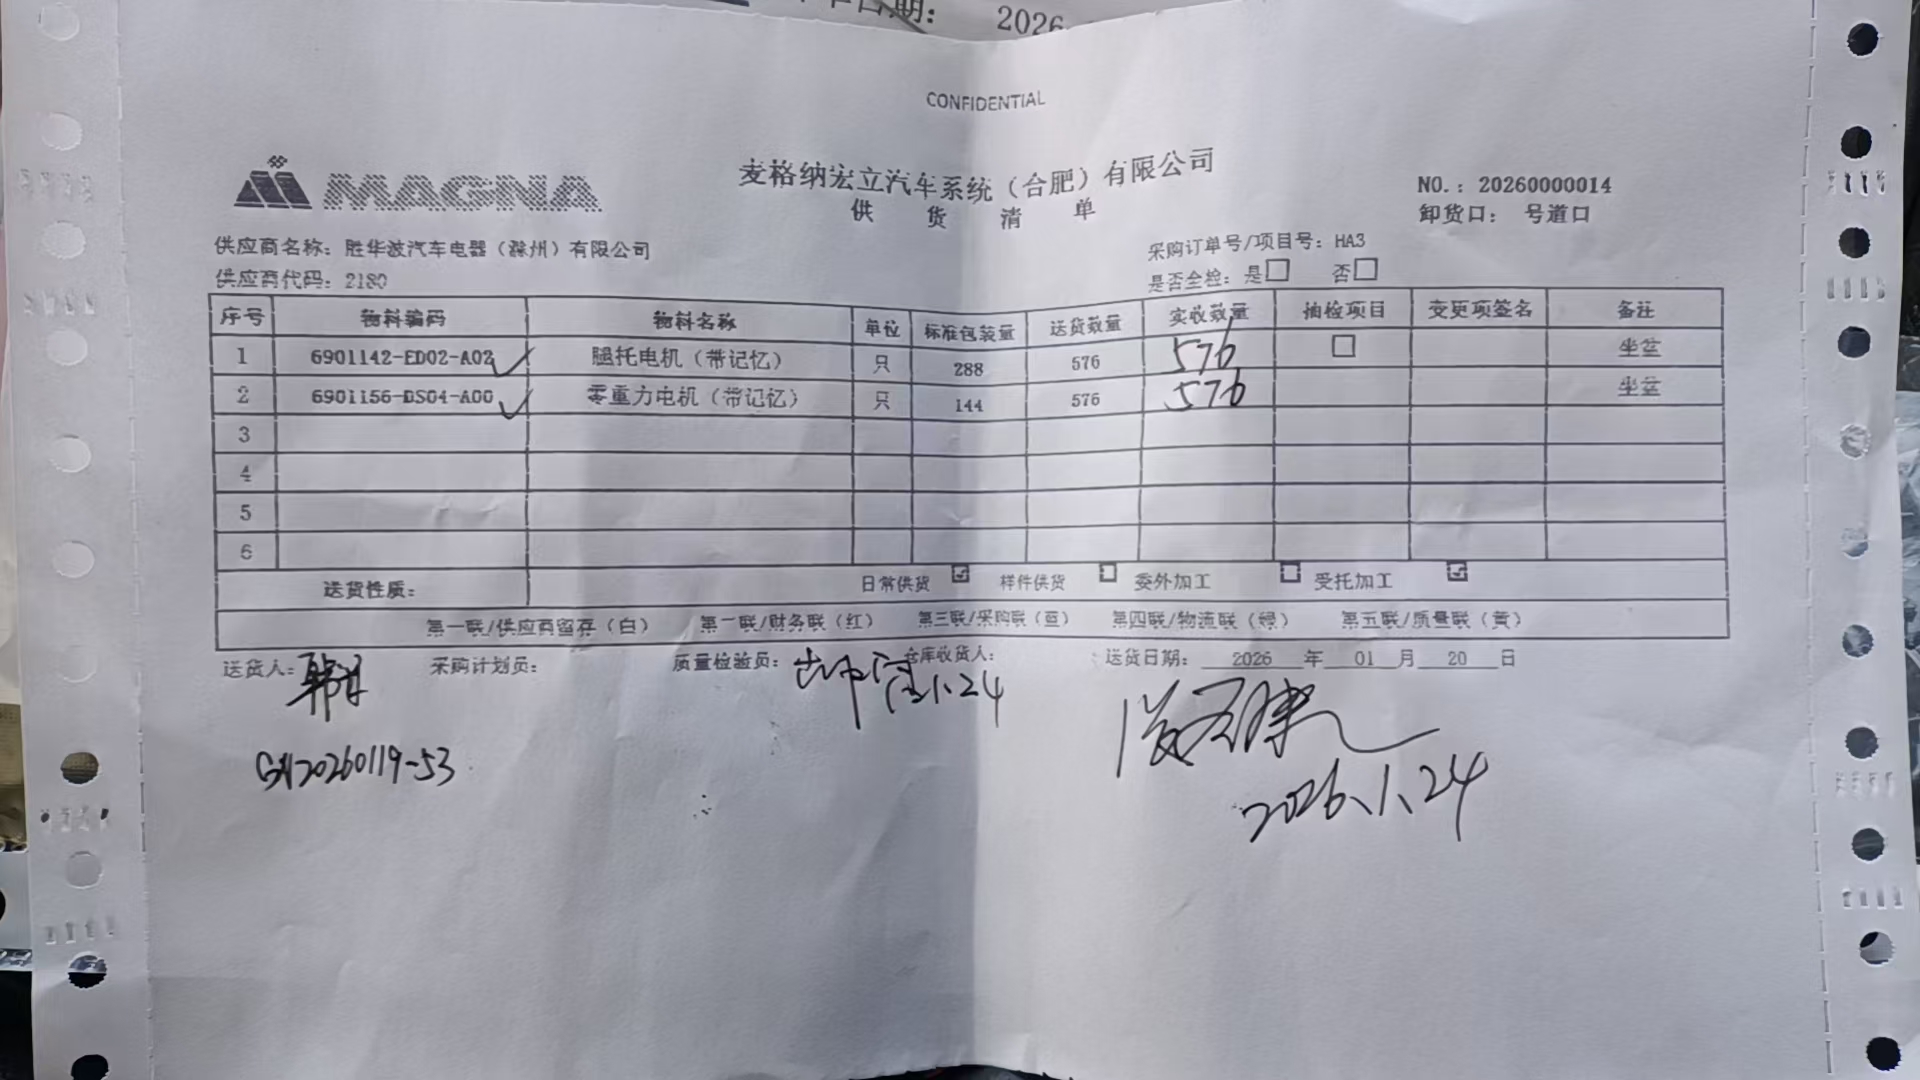 2026
CONFIDENTIAL
MAGNA
麦格纳宏立汽车系统（合肥）有限公司
供 货 清 单
NO.：20260000014
卸货口： 号道口
供应商名称：胜华波汽车电器（滁州）有限公司
采购订单号/项目号：HA3
供应商代码：2180
是否全检：是□ 否□
序号 物料编码 物料名称 单位 标准包装量 送货数量 实收数量 抽检项目 变更项签名 备注
1 6901142-ED02-A02 腿托电机（带记忆） 只 288 576 576 □ 坐盆
2 6901156-DS04-A00 零重力电机（带记忆） 只 144 576 576 坐盆
3
4
5
6
送货性质： 日常供货 ☑ 样件供货 □ 委外加工 □ 受托加工 ☑
第一联/供应商留存（白） 第二联/财务联（红） 第三联/采购联（蓝） 第四联/物流联（绿） 第五联/质量联（黄）
送货人： 采购计划员： 质量检验员： 1.24 仓库收货人： 送货日期： 2026 年 01 月 20 日
20260119-53
2026.1.24